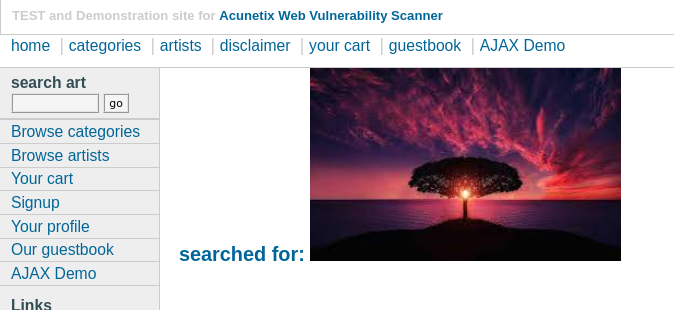 TEST and Demonstration site for Acunetix Web Vulnerability Scanner
home | categories | artists | disclaimer | your cart | guestbook | AJAX Demo
search art
go
Browse categories
Browse artists
Your cart
Signup
Your profile
Our guestbook
AJAX Demo
Links
searched for: